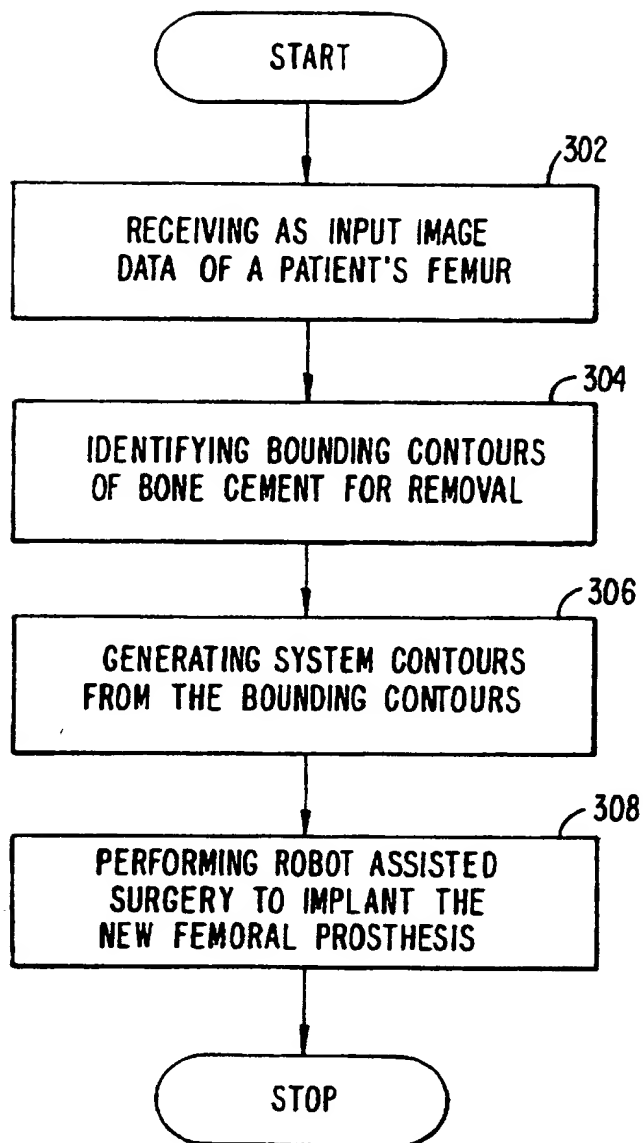 START
302
RECEIVING AS INPUT IMAGE
DATA OF A PATIENT'S FEMUR
304
IDENTIFYING BOUNDING CONTOURS
OF BONE CEMENT FOR REMOVAL
306
GENERATING SYSTEM CONTOURS
FROM THE BOUNDING CONTOURS
308
PERFORMING ROBOT ASSISTED
SURGERY TO IMPLANT THE
NEW FEMORAL PROSTHESIS
STOP